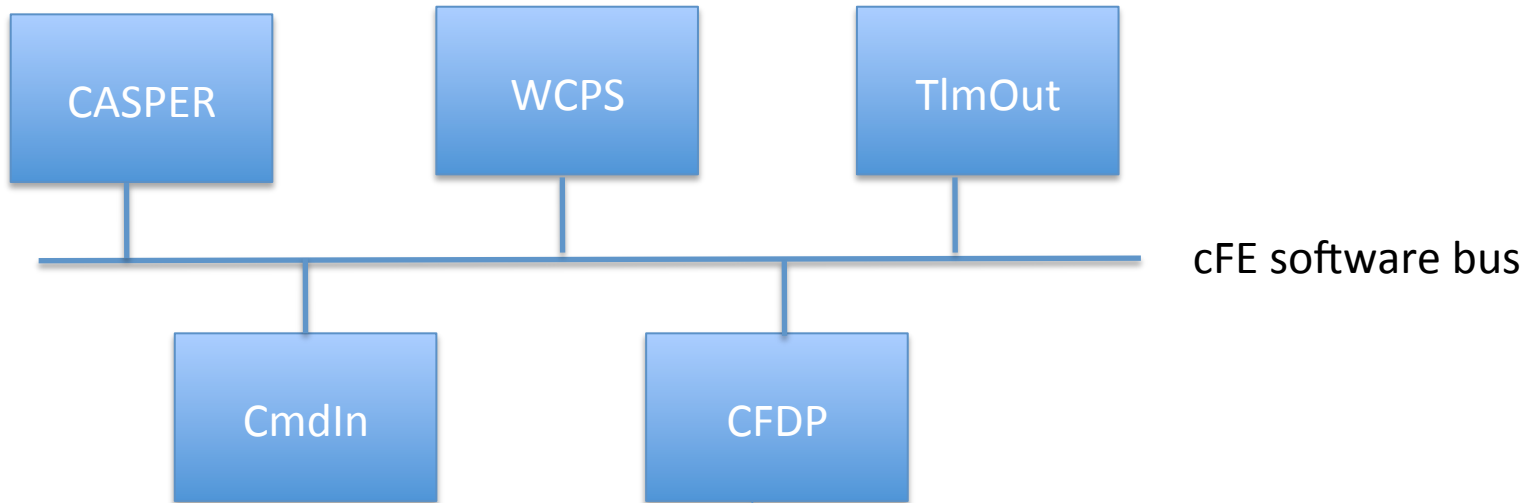 CASPER
WCPS
TlmOut
cFE software bus
CmdIn
CFDP